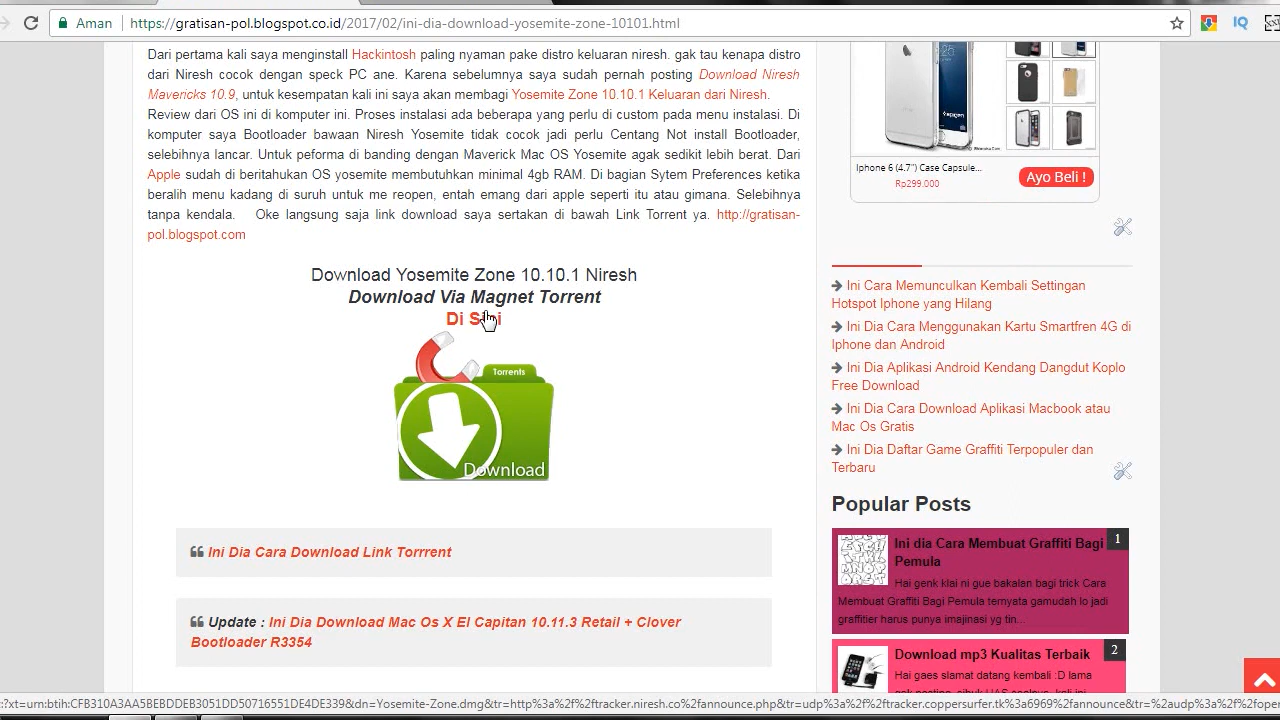 Aman
https://gratisan-pol.blogspot.co.id/2017/02/ini-dia-download-yosemite-zone-10101.html
Dari pertama kali saya menginstall Hackintosh paling nyaman pake distro keluaran niresh. gak tau kenapa distro
dari Niresh cocok dengan spek PC gue. Karena sebelumnya saya sudah pernah posting Download Niresh
Mavericks 10.9, untuk kesempatan kali ini saya akan membagi Yosemite Zone 10.10.1 Keluaran dari Niresh.
Review dari OS ini di komputer saya Proses instalasi ada beberapa yang perlu di custom pada menu instalasi. Di
komputer saya Bootloader bawaan Niresh Yosemite tidak cocok jadi perlu Centang Not install Bootloader,
selebihnya lancar. Untuk performa di banding dengan Maverick Mac OS Yosemite agak sedikit lebih berat. Dari
Apple sudah di beritahukan OS yosemite membutuhkan minimal 4gb RAM. Di bagian Sytem Preferences ketika
beralih menu kadang di suruh untuk me reopen, entah emang dari apple seperti itu atau gimana. Selebihnya
tanpa kendala. Oke langsung saja link download saya sertakan di bawah Link Torrent ya. http://gratisan-
pol.blogspot.com
Download Yosemite Zone 10.10.1 Niresh
Download Via Magnet Torrent
Di Sini
Torrents
Download
Ini Dia Cara Download Link Torrrent
Update : Ini Dia Download Mac Os X El Capitan 10.11.3 Retail + Clover
Bootloader R3354
Iphone 6 (4.7") Case Capsule...
Rp299.000
Ayo Beli !
Ini Cara Memunculkan Kembali Settingan
Hotspot Iphone yang Hilang
Ini Dia Cara Menggunakan Kartu Smartfren 4G di
Iphone dan Android
Ini Dia Aplikasi Android Kendang Dangdut Koplo
Free Download
Ini Dia Cara Download Aplikasi Macbook atau
Mac Os Gratis
Ini Dia Daftar Game Graffiti Terpopuler dan
Terbaru
Popular Posts
Ini dia Cara Membuat Graffiti Bagi
Pemula
1
Hai genk klai ni gue bakalan bagi trick Cara
Membuat Graffiti Bagi Pemula ternyata gamudah lo jadi
graffitier harus punya imajinasi yg tin...
Download mp3 Kualitas Terbaik
2
Hai gaes slamat datang kembali :D lama